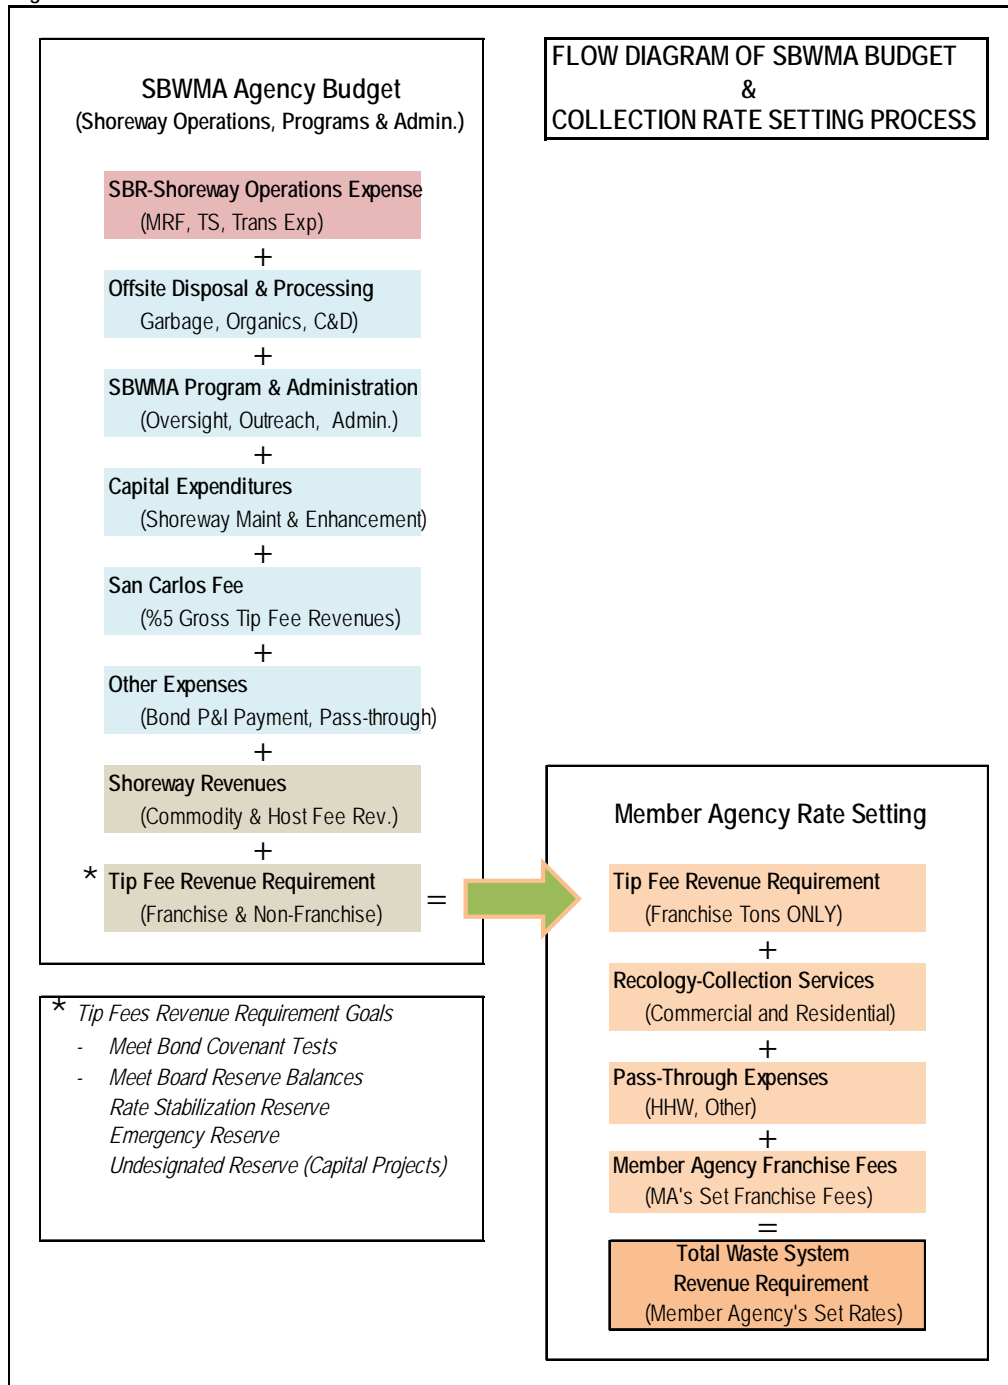 FLOW DIAGRAM OF SBWMA BUDGET
&
COLLECTION RATE SETTING PROCESS
SBWMA Agency Budget
(Shoreway Operations, Programs & Admin.)
SBR-Shoreway Operations Expense
(MRF, TS, Trans Exp)
+
Offsite Disposal & Processing
Garbage, Organics, C&D)
+
SBWMA Program & Administration
(Oversight, Outreach, Admin.)
+
Capital Expenditures
(Shoreway Maint & Enhancement)
+
San Carlos Fee
(%5 Gross Tip Fee Revenues)
+
Other Expenses
(Bond P&I Payment, Pass-through)
+
Shoreway Revenues
(Commodity & Host Fee Rev.)
+
* Tip Fee Revenue Requirement
(Franchise & Non-Franchise)
=
* Tip Fees Revenue Requirement Goals
- Meet Bond Covenant Tests
- Meet Board Reserve Balances
Rate Stabilization Reserve
Emergency Reserve
Undesignated Reserve (Capital Projects)
Member Agency Rate Setting
Tip Fee Revenue Requirement
(Franchise Tons ONLY)
+
Recology-Collection Services
(Commercial and Residential)
+
Pass-Through Expenses
(HHW, Other)
+
Member Agency Franchise Fees
(MA's Set Franchise Fees)
=
Total Waste System
Revenue Requirement
(Member Agency's Set Rates)